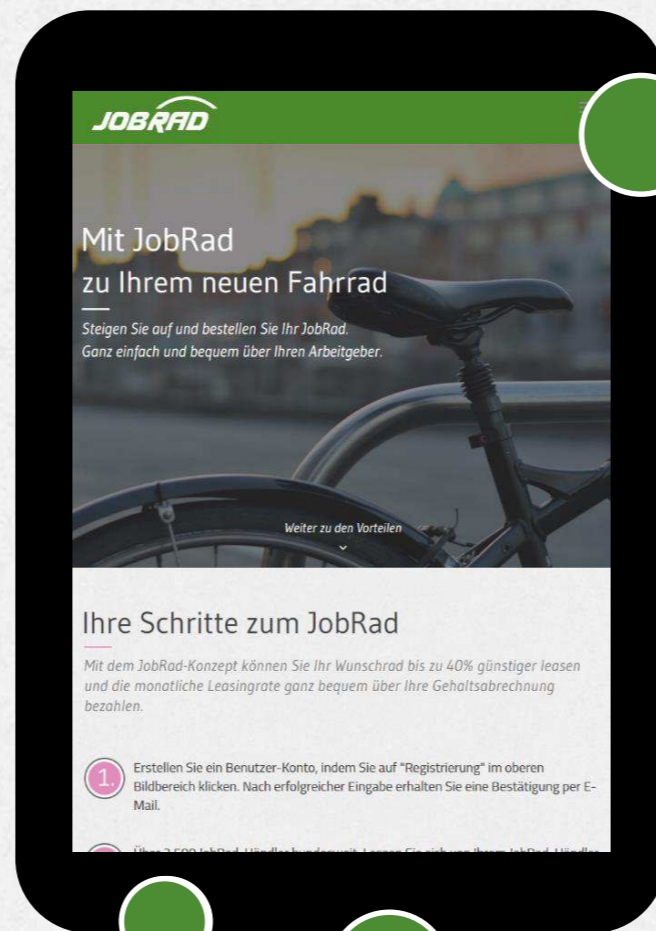 JOBRAD
Mit JobRad
zu Ihrem neuen Fahrrad
Steigen Sie auf und bestellen Sie Ihr JobRad.
Ganz einfach und bequem über Ihren Arbeitgeber.
Weiter zu den Vorteilen
Ihre Schritte zum JobRad
Mit dem JobRad-Konzept können Sie Ihr Wunschrad bis zu 40% günstiger leasen
und die monatliche Leasingrate ganz bequem über Ihre Gehaltsabrechnung
bezahlen.
1. Erstellen Sie ein Benutzer-Konto, indem Sie auf "Registrierung" im oberen
Bildbereich klicken. Nach erfolgreicher Eingabe erhalten Sie eine Bestätigung per E-
Mail.